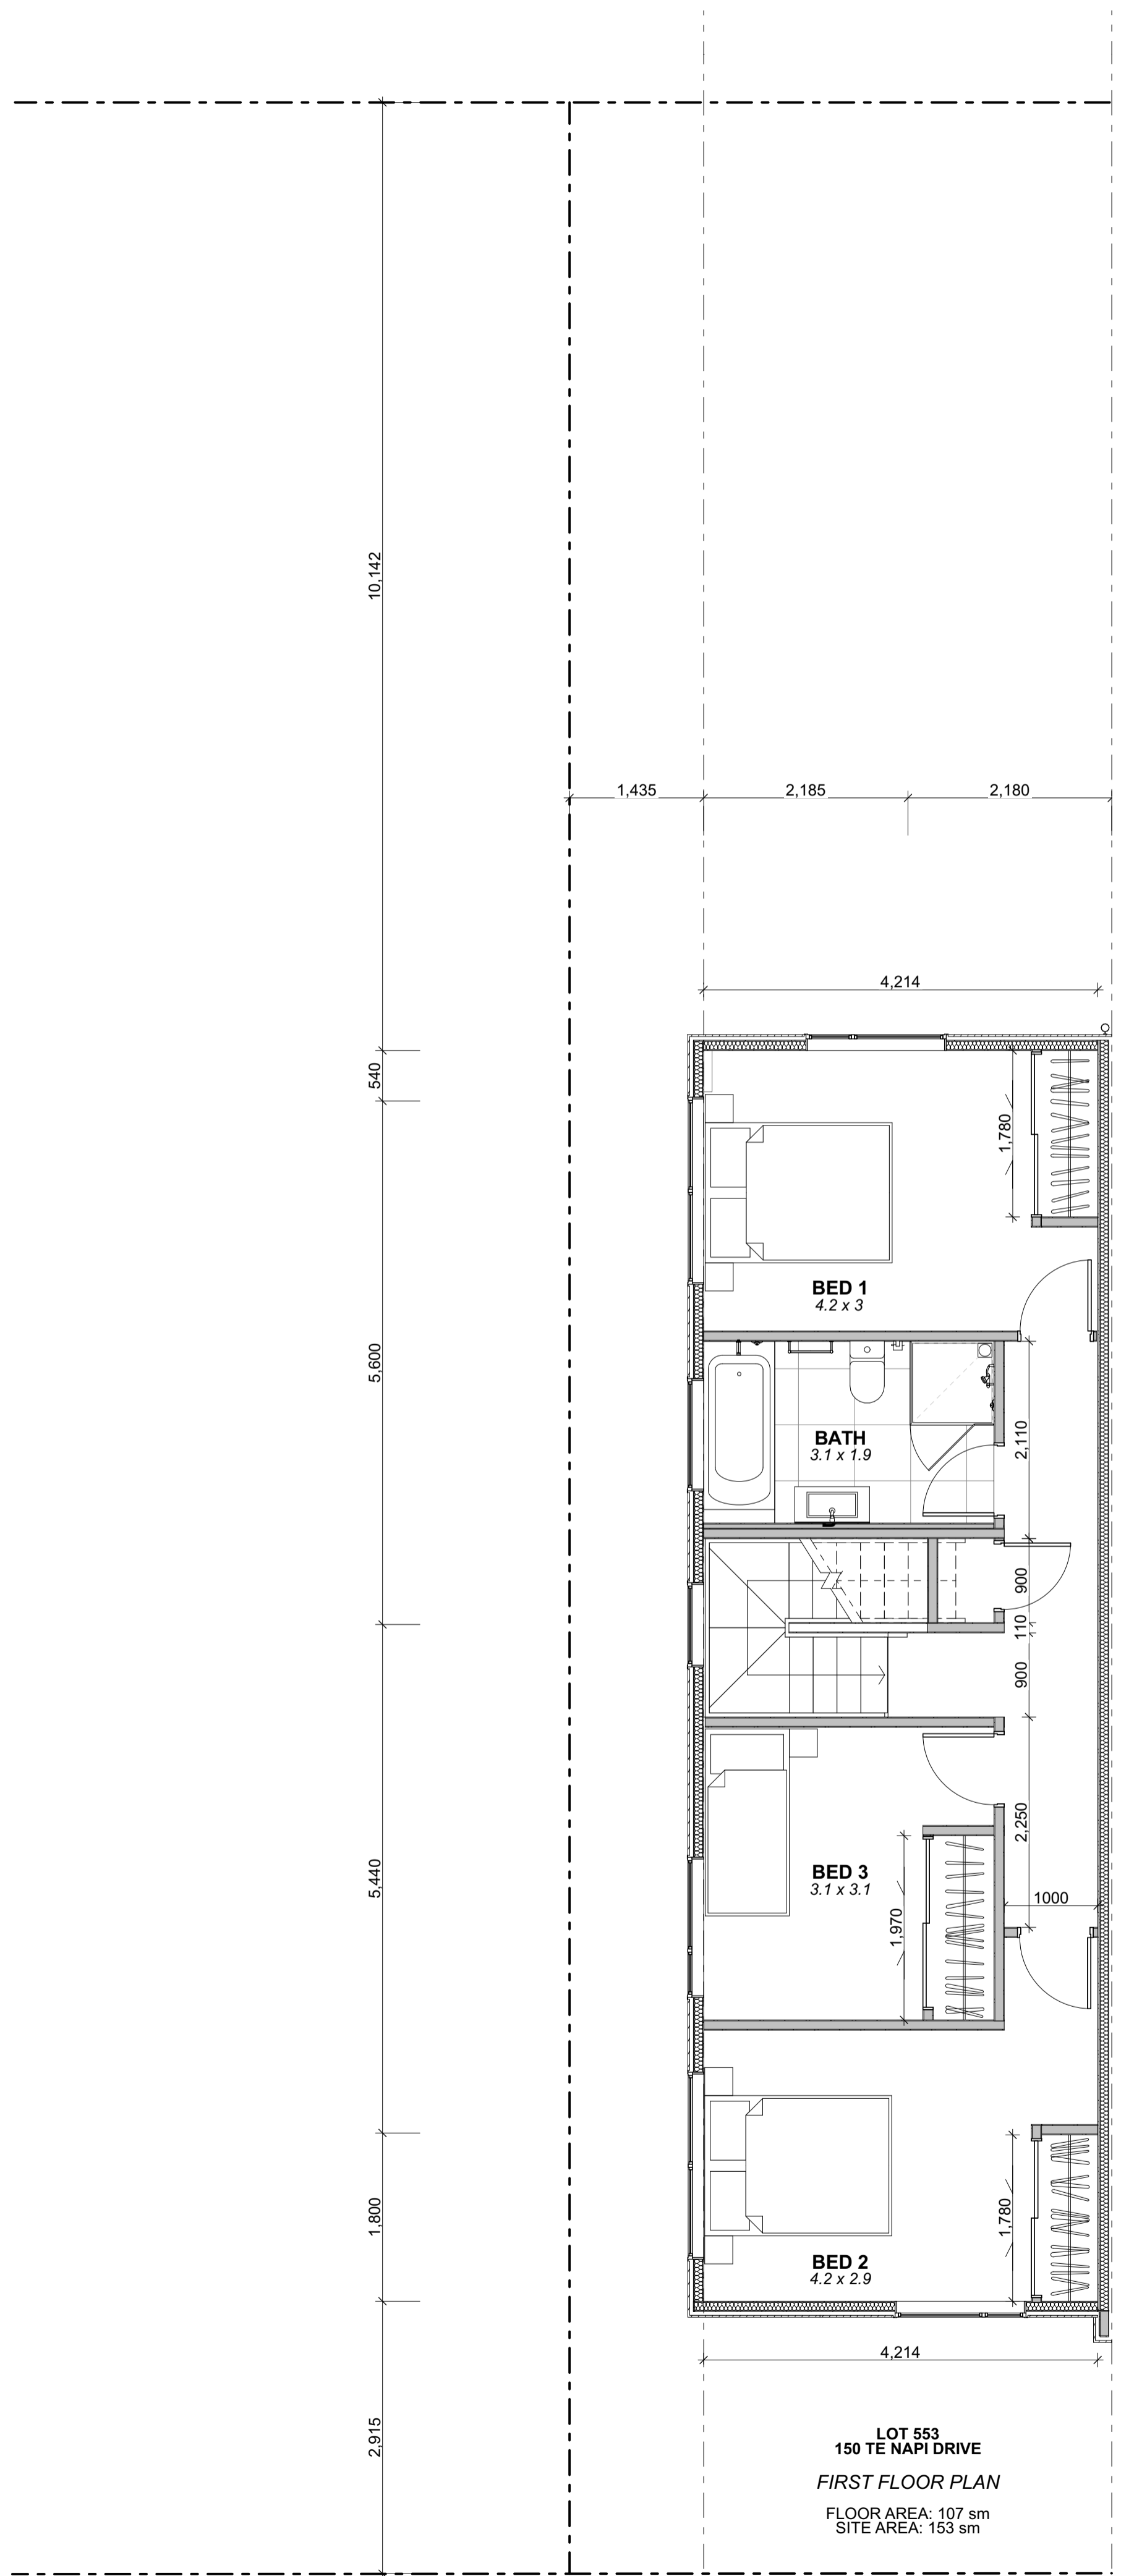 10,142
1,435
2,185
2,180
4,214
540
1,780
BED 1
4.2 x 3
5,600
2,110
BATH
3.1 x 1.9
900
110
900
2,250
5,440
BED 3
3.1 x 3.1
1000
1,970
1,800
1,780
BED 2
4.2 x 2.9
4,214
2,915
LOT 553
150 TE NAPI DRIVE
FIRST FLOOR PLAN
FLOOR AREA: 107 sm
SITE AREA: 153 sm